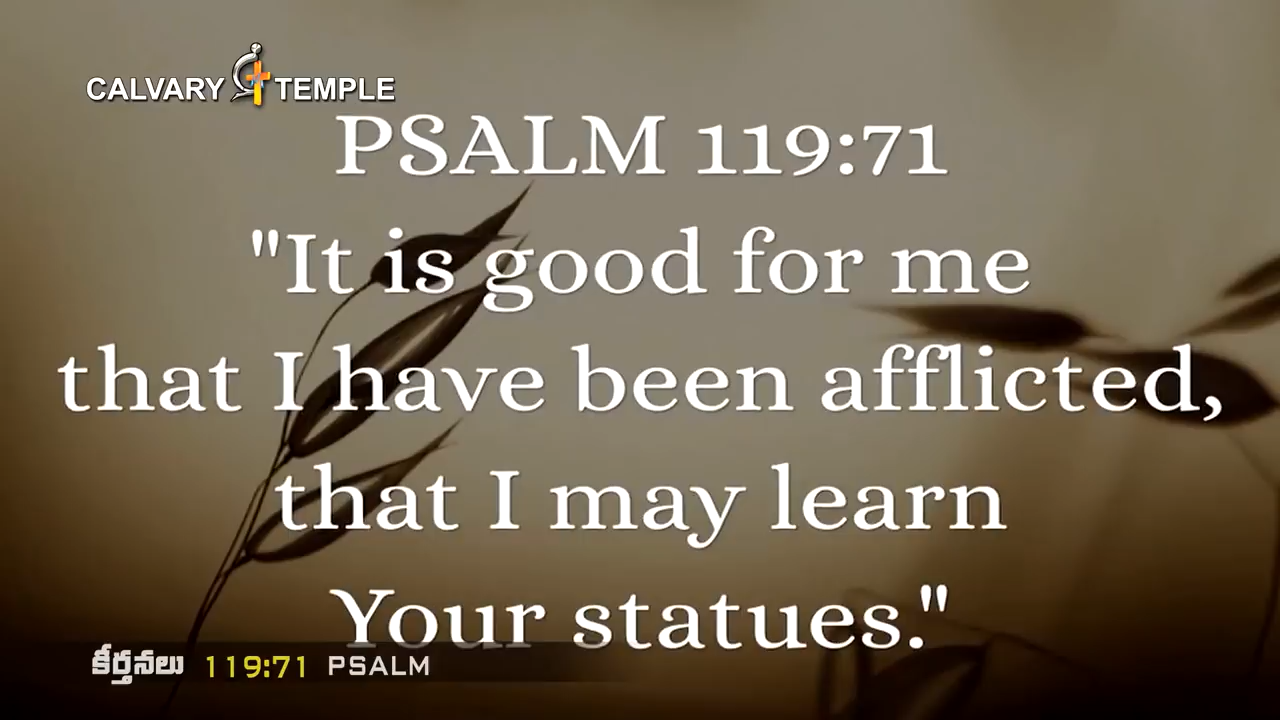 CALVARY TEMPLE
PSALM 119:71
"It is good for me
that I have been afflicted,
that I may learn
Your statues."
కీర్తనలు 119:71 PSALM